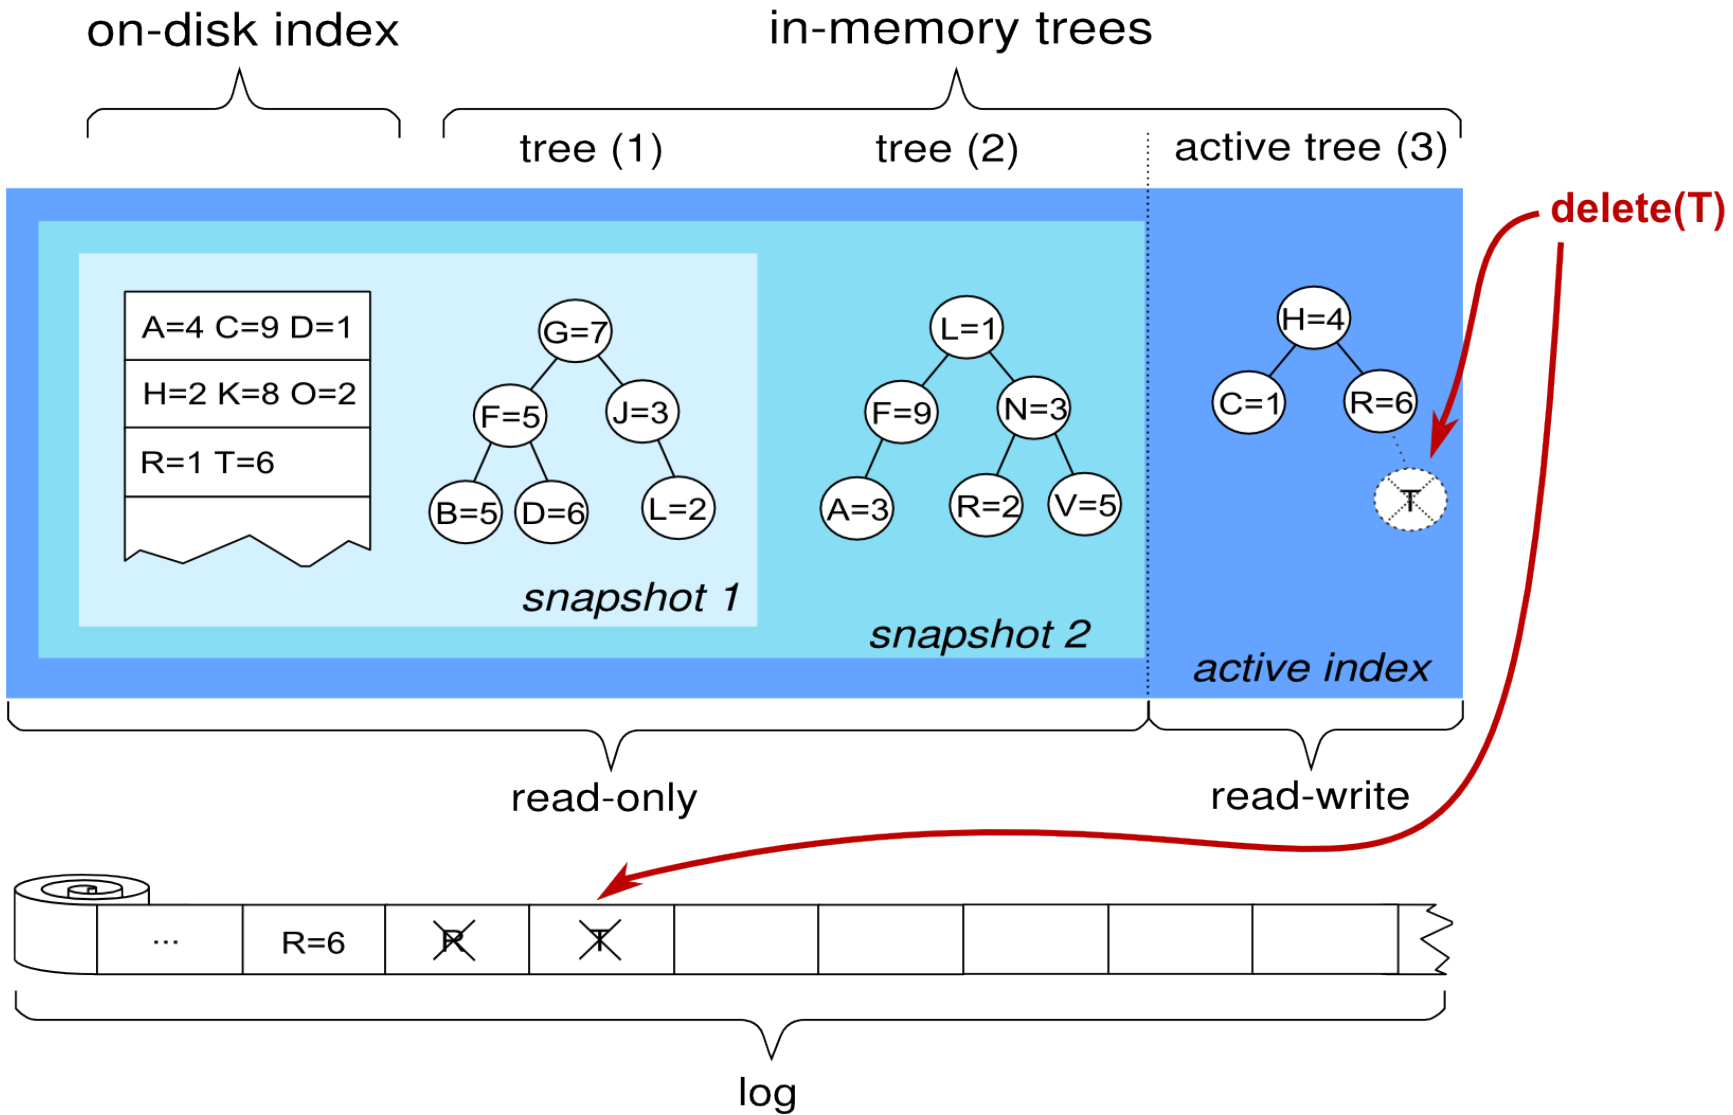 on-disk index
in-memory trees
tree (1)
tree (2)
active tree (3)
delete(T)
A=4 C=9 D=1
H=2 K=8 O=2
R=1 T=6
G=7
F=5
J=3
B=5
D=6
L=2
snapshot 1
L=1
F=9
N=3
A=3
R=2
V=5
snapshot 2
H=4
C=1
R=6
T
active index
read-only
read-write
...
R=6
R
T
log